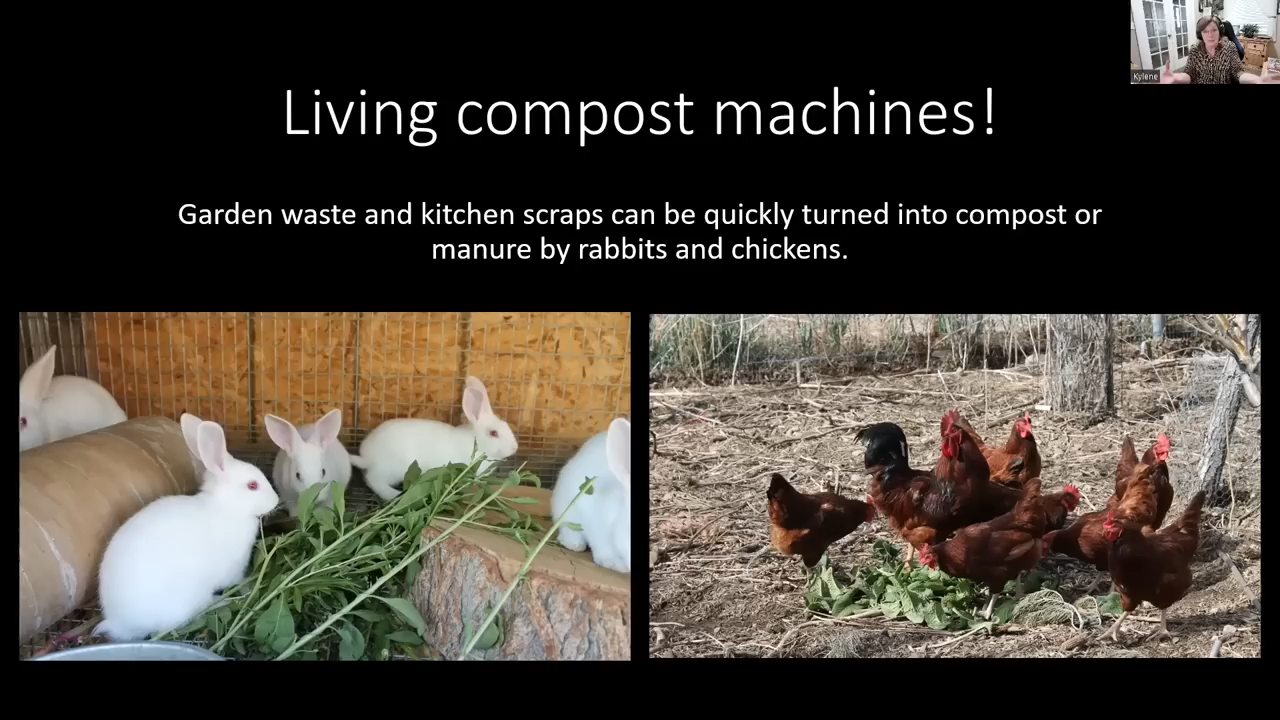 Kylene
Living compost machines!
Garden waste and kitchen scraps can be quickly turned into compost or
manure by rabbits and chickens.